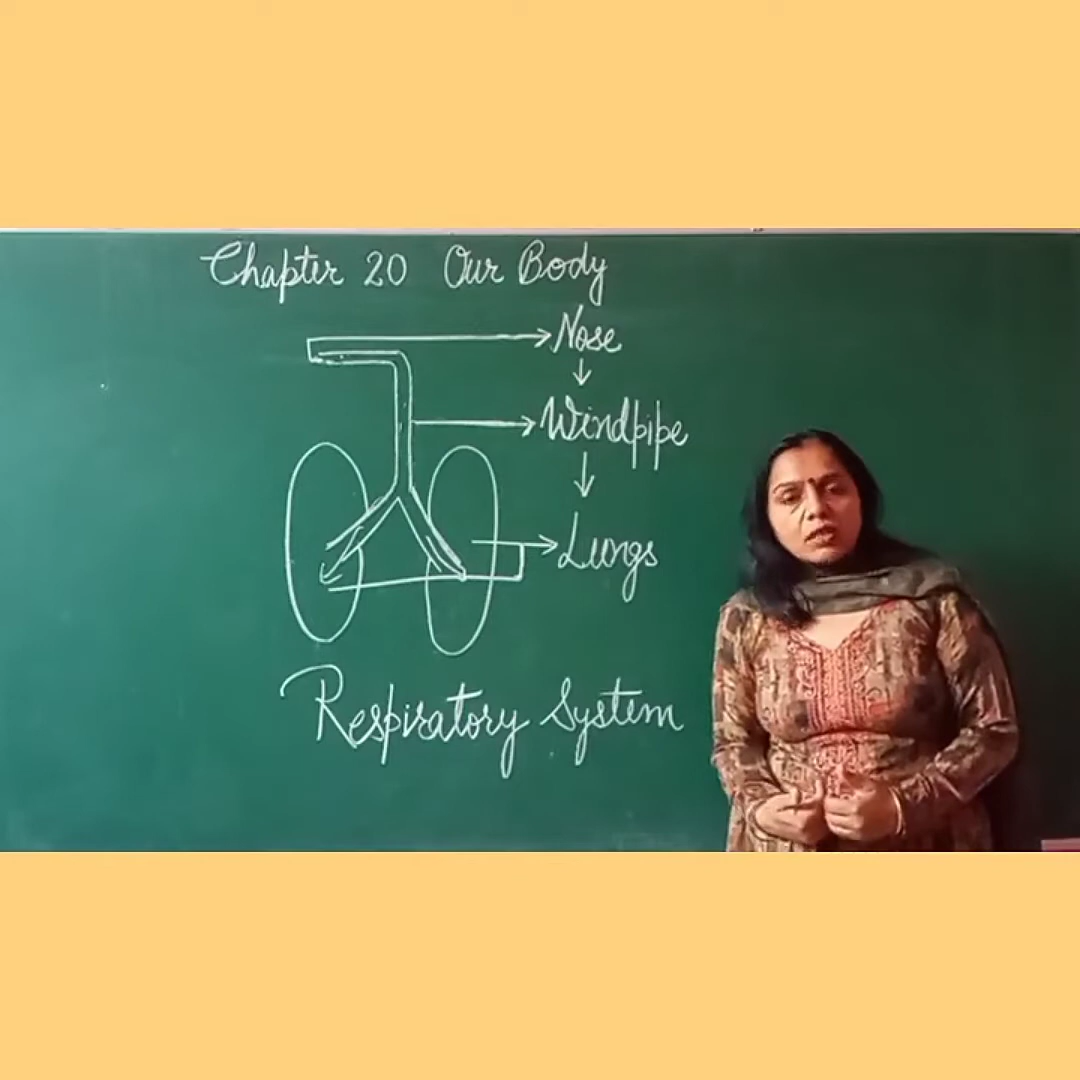 Chapter 20 Our Body
Nose
Windpipe
Lungs
Respiratory System